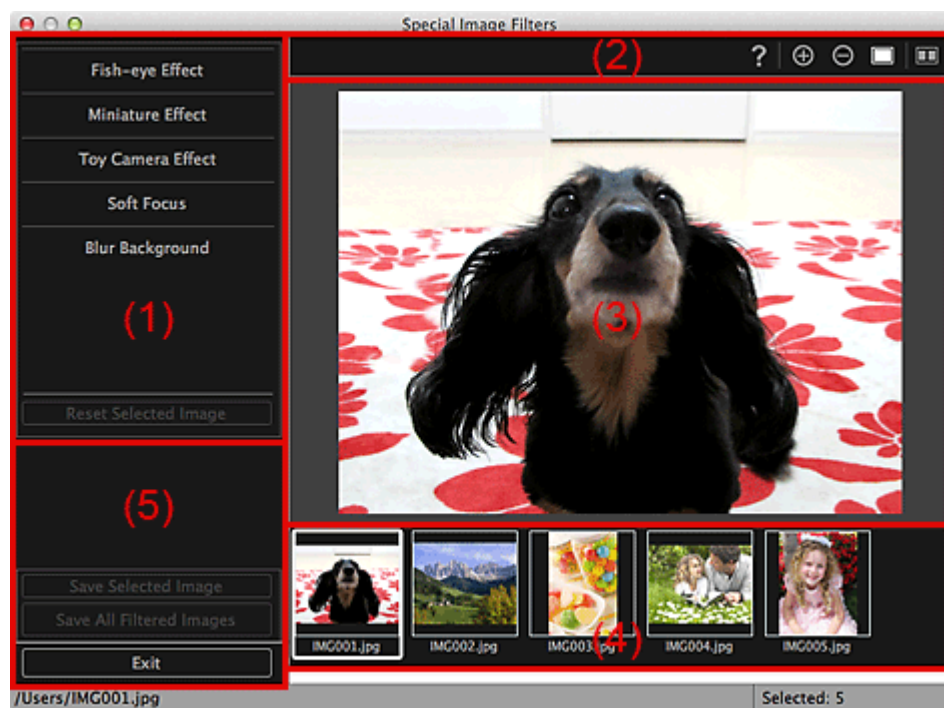 Special Image Filters
Fish-eye Effect
Miniature Effect
Toy Camera Effect
Soft Focus
Blur Background
(1)
Reset Selected Image
(2)
?
(3)
(5)
Save Selected Image
Save All Filtered Images
Exit
IMG001.jpg
IMG002.jpg
IMG003.jpg
(4)
IMG004.jpg
IMG005.jpg
/Users/IMG001.jpg
Selected: 5